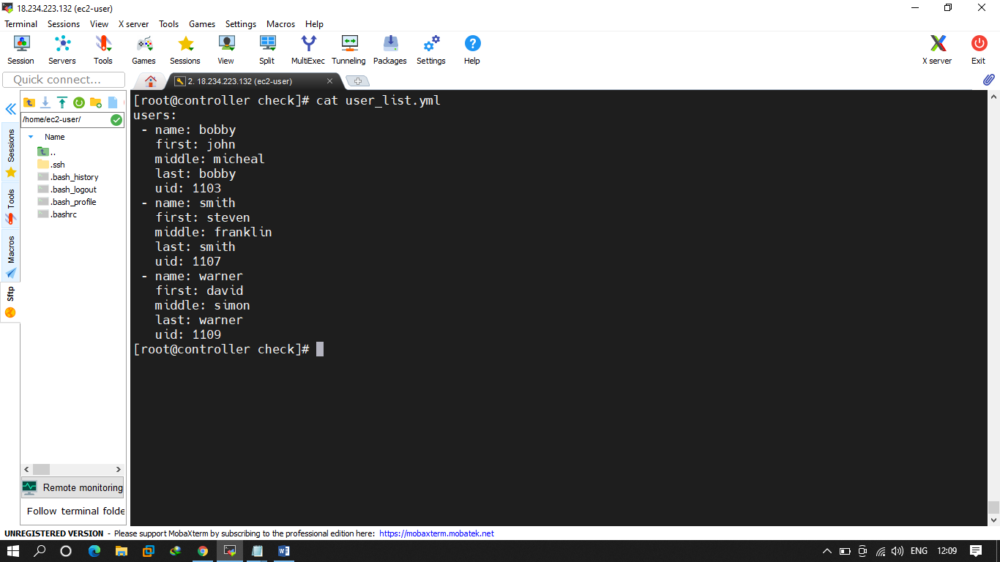 18.234.223.132 (ec2-user)
Terminal Sessions View X server Tools Games Settings Macros Help
Session Servers Tools Games Sessions View Split MultiExec Tunneling Packages Settings Help X server Exit
Quick connect...
2. 18.234.223.132 (ec2-user)
/home/ec2-user/
Name
..
.ssh
.bash_history
.bash_logout
.bash_profile
.bashrc
Sessions
Tools
Macros
Sftp
Remote monitoring
Follow terminal folde
[root@controller check]# cat user_list.yml
users:
 - name: bobby
   first: john
   middle: micheal
   last: bobby
   uid: 1103
 - name: smith
   first: steven
   middle: franklin
   last: smith
   uid: 1107
 - name: warner
   first: david
   middle: simon
   last: warner
   uid: 1109
[root@controller check]#
UNREGISTERED VERSION - Please support MobaXterm by subscribing to the professional edition here: https://mobaxterm.mobatek.net
ENG 12:09